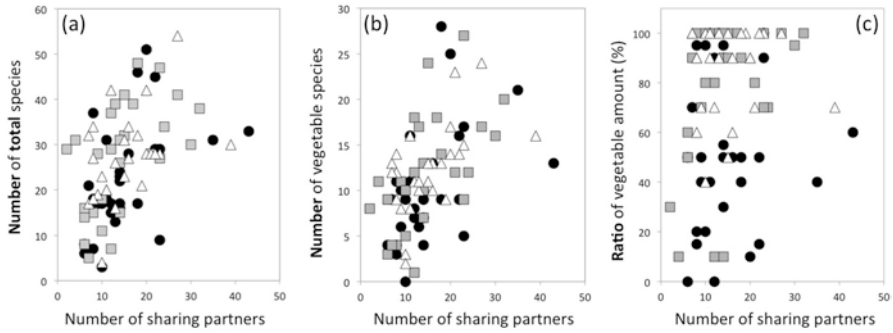 (a)
Number of total species
60
50
40
30
20
10
0
0 10 20 30 40 50
Number of sharing partners
(b)
Number of vegetable species
30
25
20
15
10
5
0
0 10 20 30 40 50
Number of sharing partners
(c)
Ratio of vegetable amount (%)
100
80
60
40
20
0
0 10 20 30 40 50
Number of sharing partners